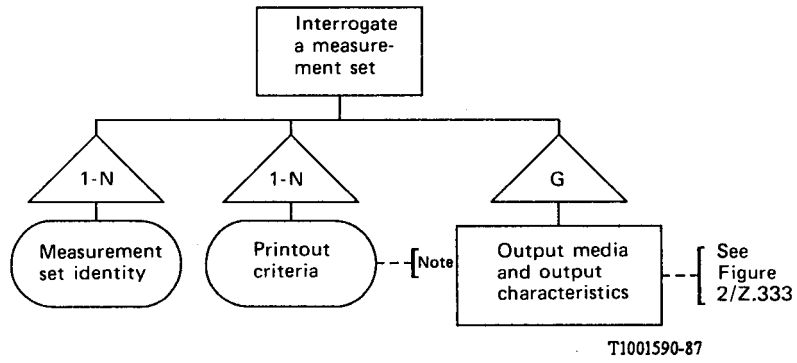 Interrogate
a measure-
ment set
1-N
1-N
G
Measurement
set identity
Printout
criteria
Note
Output media
and output
characteristics
See
Figure
2/Z.333
T1001590-87